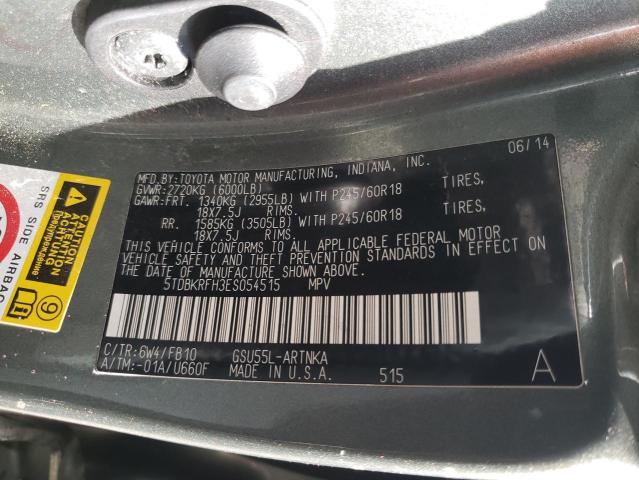 MFD.BY:TOYOTA MOTOR MANUFACTURING, INDIANA, INC. 06/14
GVWR:2720KG (6000LB)
GAWR:FRT. 1340KG (2955LB) WITH P245/60R18 TIRES,
18X7.5J RIMS.
RR. 1585KG (3505LB) WITH P245/60R18 TIRES,
18X7.5J RIMS.
THIS VEHICLE CONFORMS TO ALL APPLICABLE FEDERAL MOTOR
VEHICLE SAFETY AND THEFT PREVENTION STANDARDS IN EFFECT ON
THE DATE OF MANUFACTURE SHOWN ABOVE.
5TDBKRFH3ES054515 MPV
C/TR:6W4/FB10 GSU55L-ARTNKA
A/TM:-01A/U660F MADE IN U.S.A. 515 A
SRS SIDE AIRBAG
CAUTION
ATTENTION
ACHTUNG
9